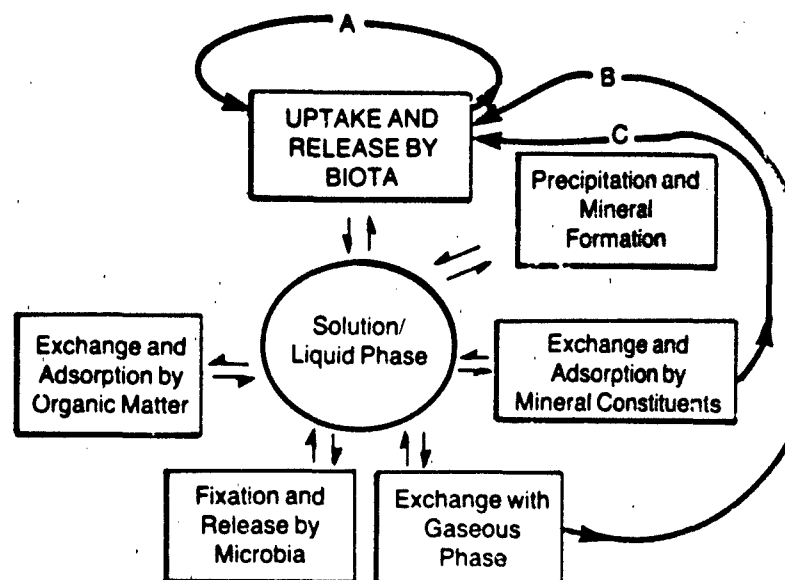 A
B
C
UPTAKE AND
RELEASE BY
BIOTA
Precipitation and
Mineral
Formation
Solution/
Liquid Phase
Exchange and
Adsorption by
Organic Matter
Exchange and
Adsorption by
Mineral Constituents
Fixation and
Release by
Microbia
Exchange with
Gaseous
Phase